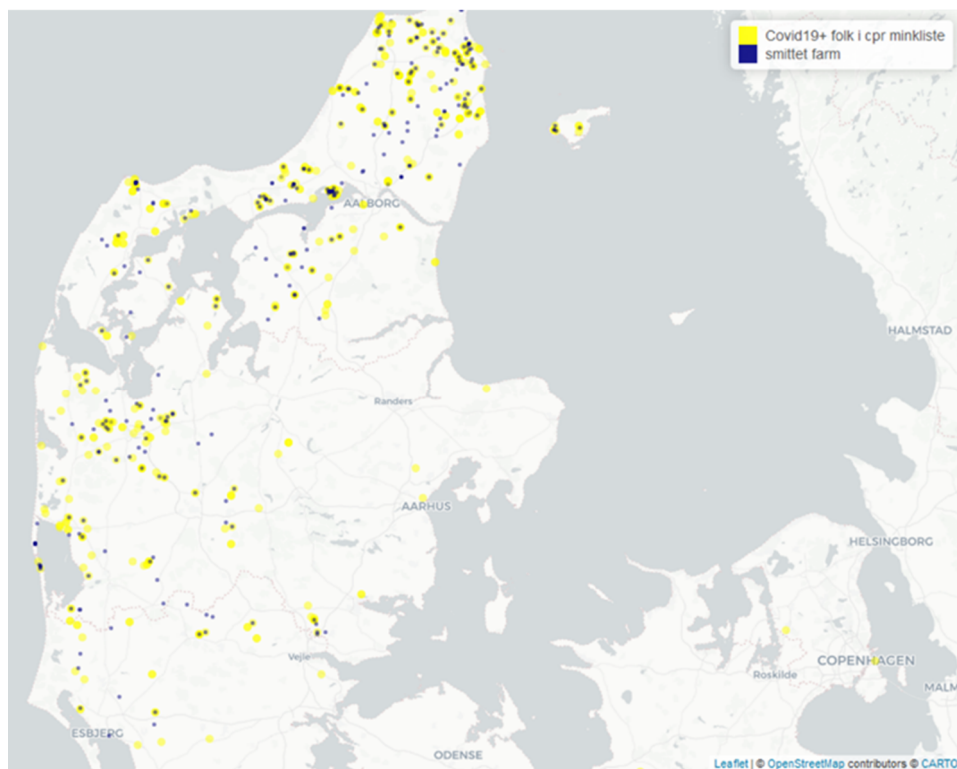 Covid19+ folk i cpr minkliste
smittet farm
AALBORG
HALMSTAD
Randers
AARHUS
HELSINGBORG
COPENHAGEN
Roskilde
MALM
Vejle
ESBJERG
ODENSE
Leaflet | © OpenStreetMap contributors © CARTO